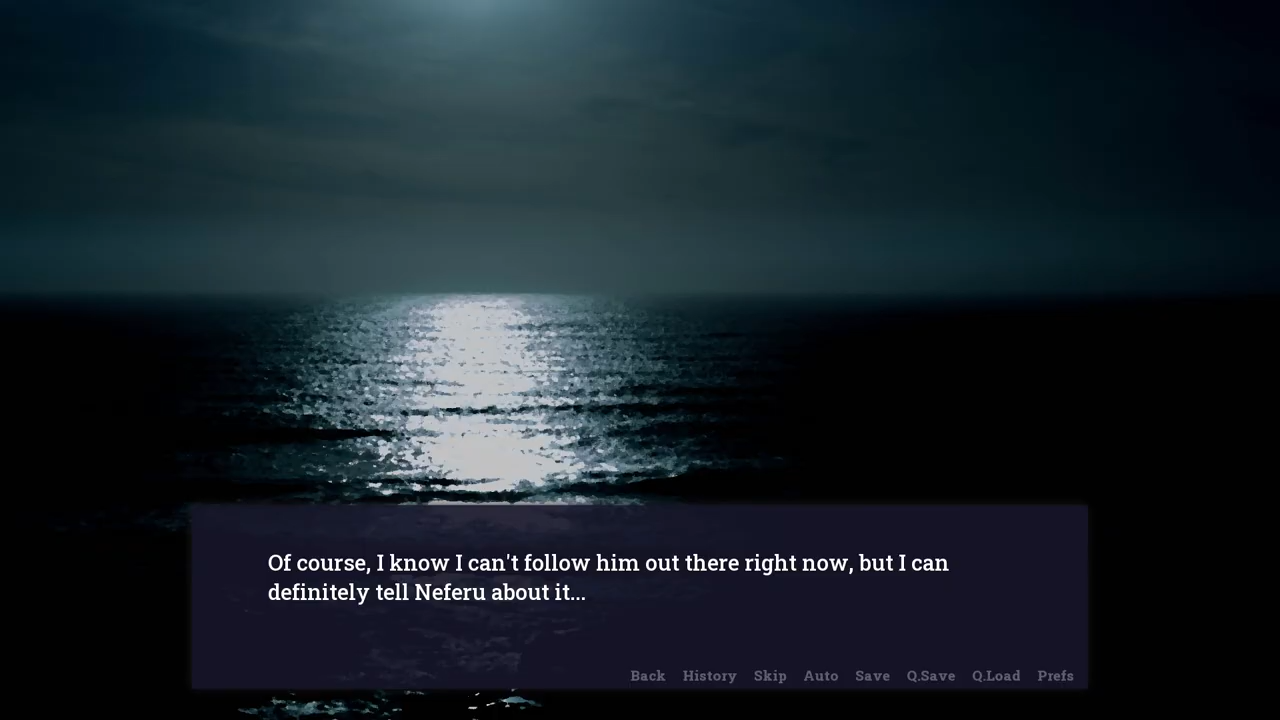 Of course, I know I can't follow him out there right now, but I can
definitely tell Neferu about it...
Back History Skip Auto Save Q.Save Q.Load Prefs